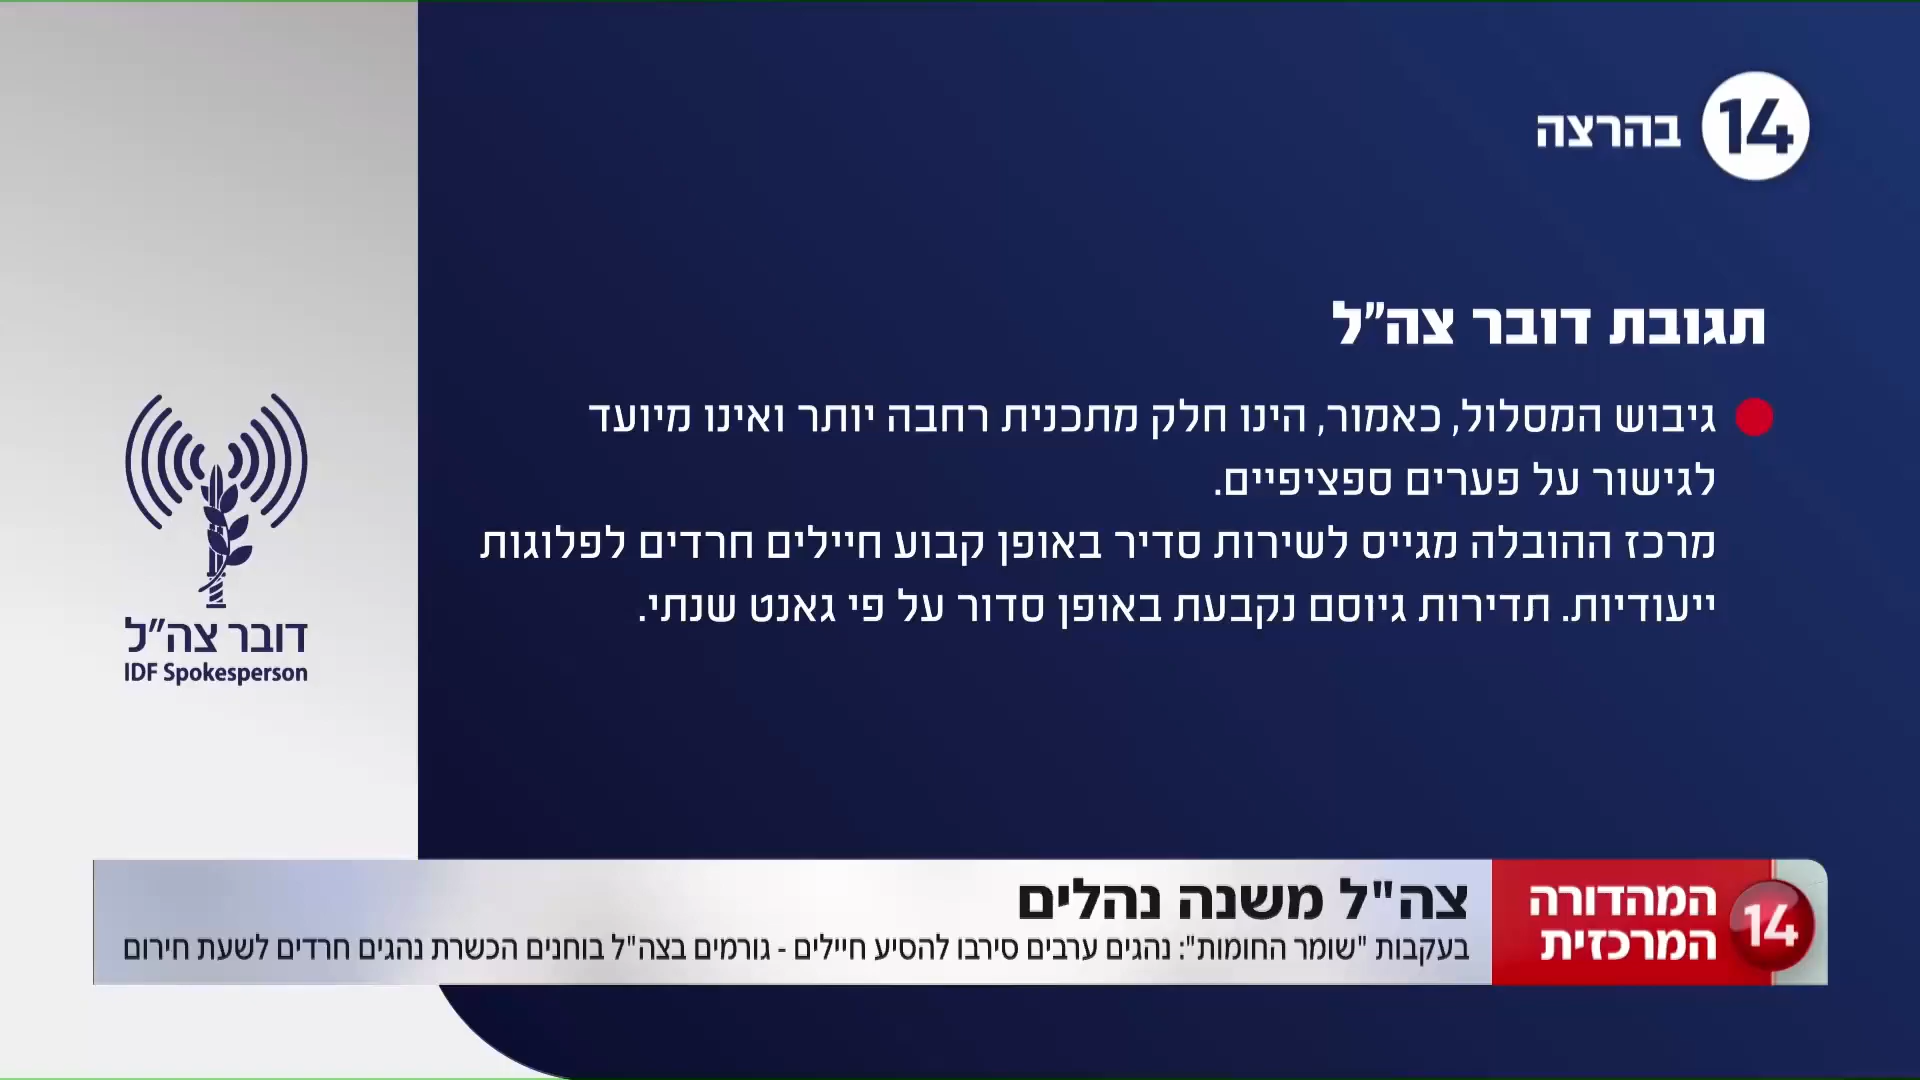 14 בהרצה
תגובת דובר צה"ל
גיבוש המסלול, כאמור, הינו חלק מתכנית רחבה יותר ואינו מיועד
לגישור על פערים ספציפיים.
מרכז ההובלה מגייס לשירות סדיר באופן קבוע חיילים חרדים לפלוגות
ייעודיות. תדירות גיוסם נקבעת באופן סדור על פי גאנט שנתי.
דובר צה"ל
IDF Spokesperson
14
המהדורה
המרכזית
צה"ל משנה נהלים
בעקבות "שומר החומות": נהגים ערבים סירבו להסיע חיילים - גורמים בצה"ל בוחנים הכשרת נהגים חרדים לשעת חירום